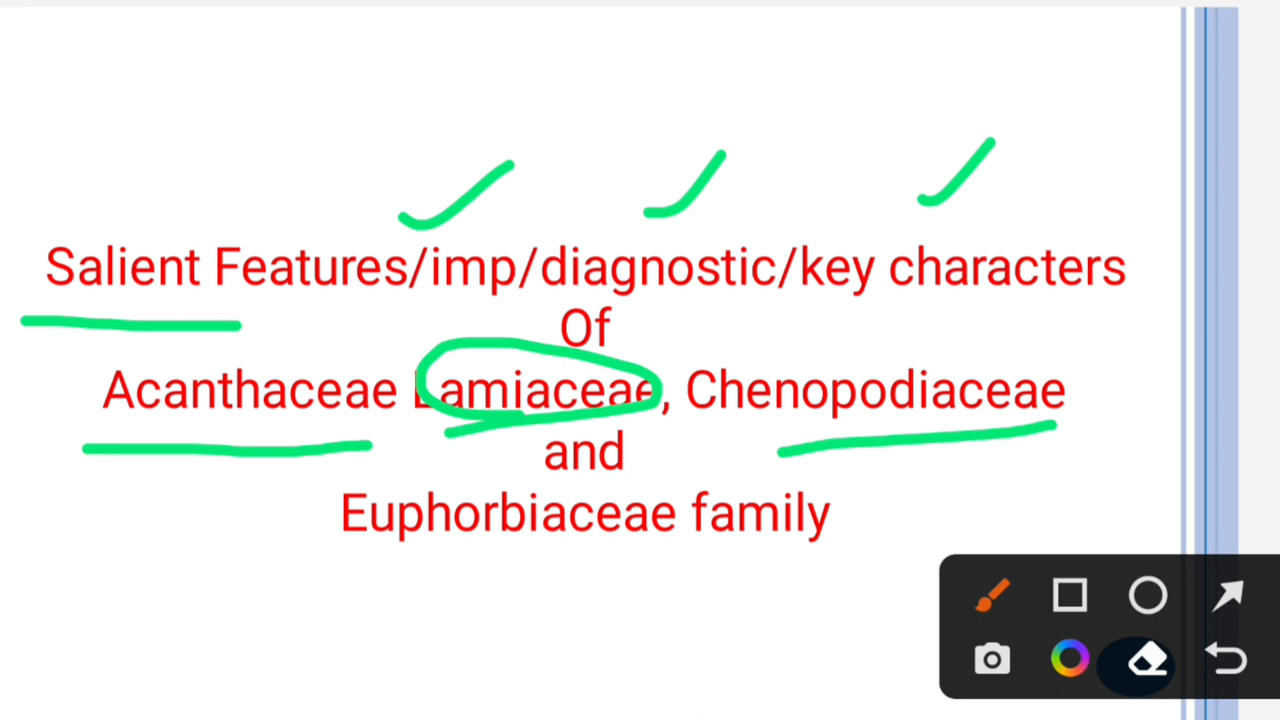 Salient Features/imp/diagnostic/key characters
Of
Acanthaceae Lamiaceae, Chenopodiaceae
and
Euphorbiaceae family